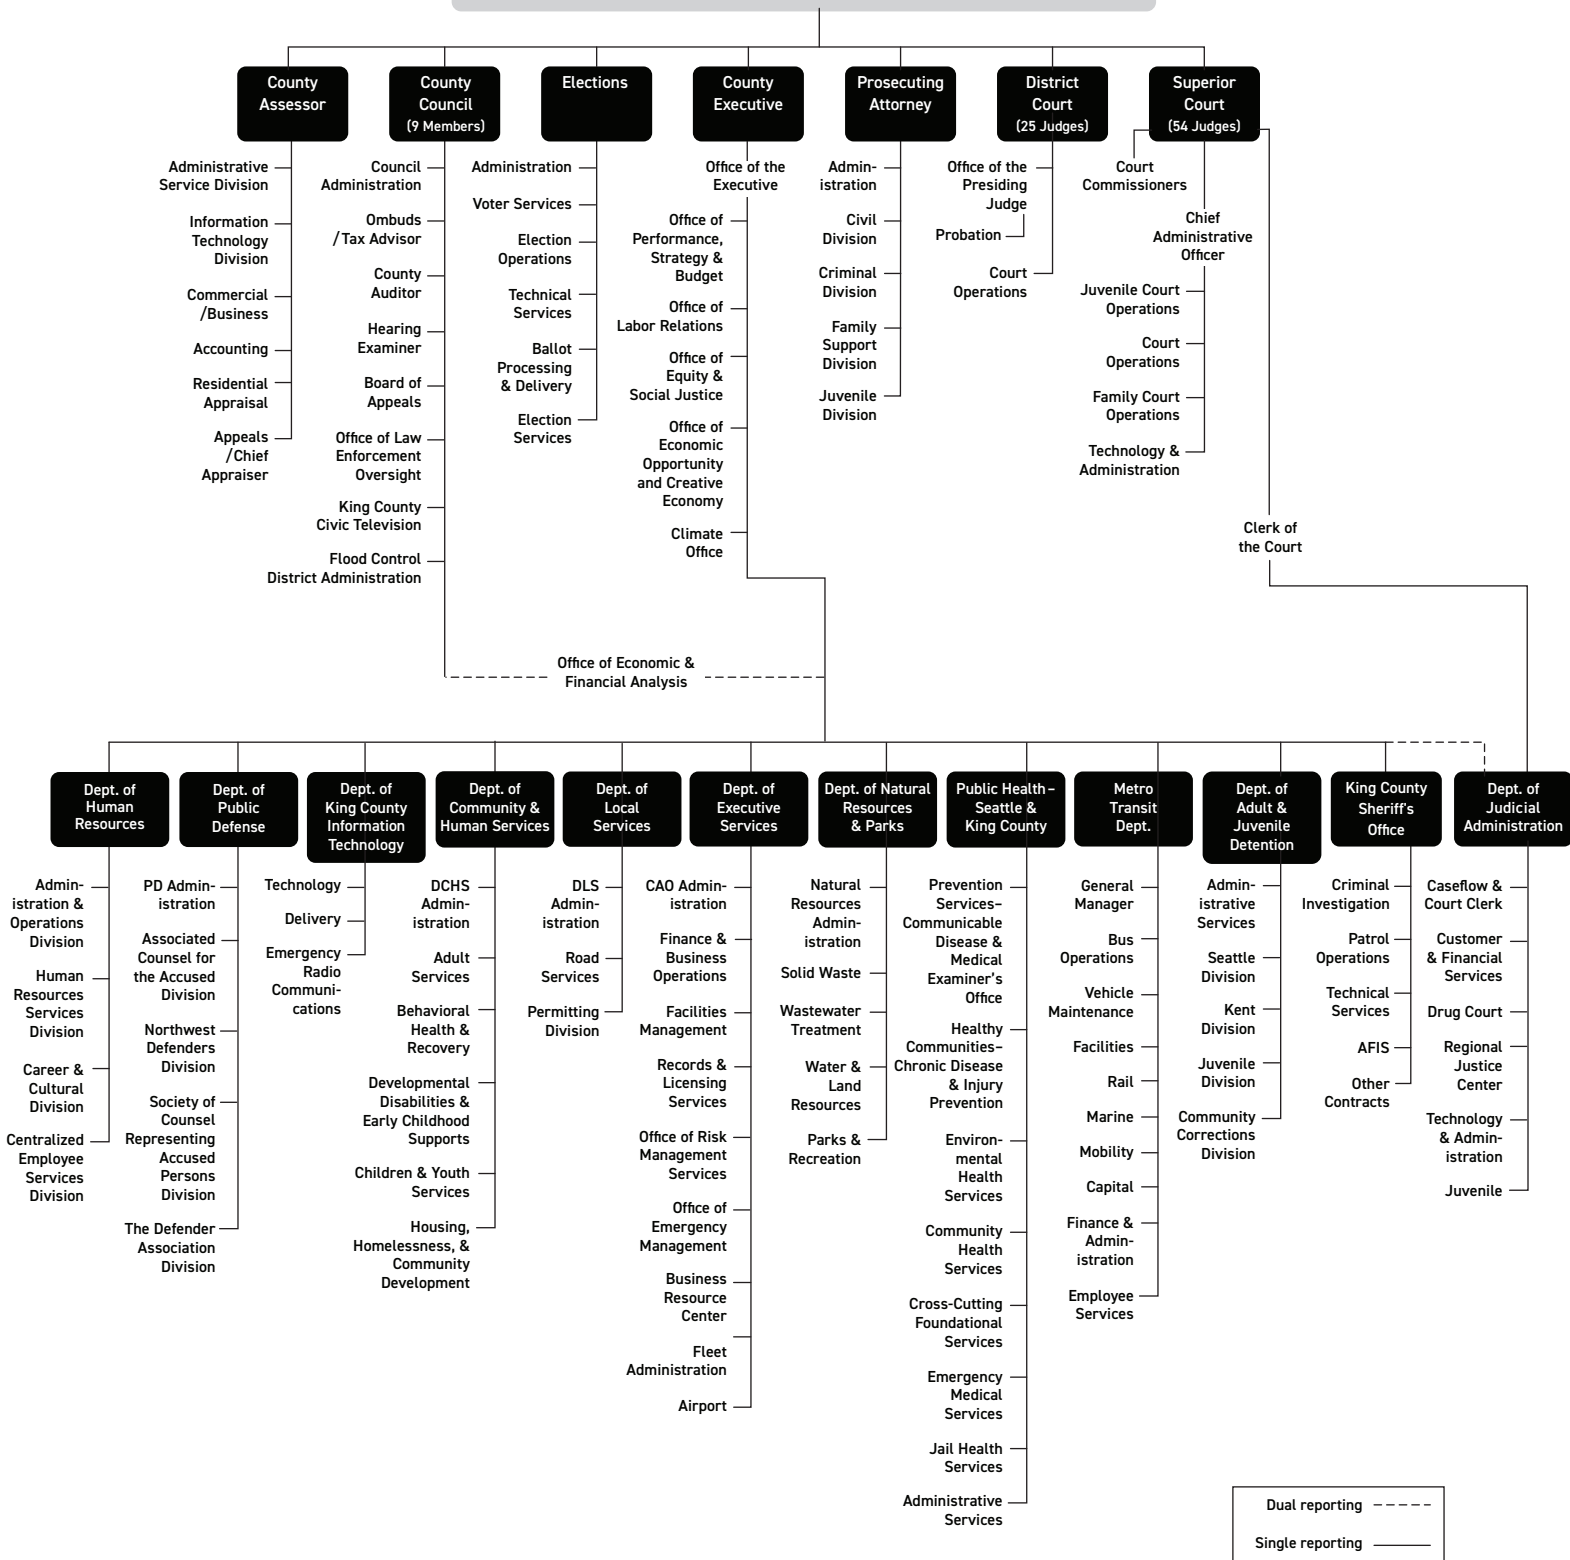 County
Assessor
County
Council
(9 Members)
Elections
County
Executive
Prosecuting
Attorney
District
Court
(25 Judges)
Superior
Court
(54 Judges)
Administrative
Service Division
Information
Technology
Division
Commercial
/Business
Accounting
Residential
Appraisal
Appeals
/Chief
Appraiser
Council
Administration
Ombuds
/Tax Advisor
County
Auditor
Hearing
Examiner
Board of
Appeals
Office of Law
Enforcement
Oversight
King County
Civic Television
Flood Control
District Administration
Administration
Voter Services
Election
Operations
Technical
Services
Ballot
Processing
& Delivery
Election
Services
Office of the
Executive
Office of
Performance,
Strategy &
Budget
Office of
Labor Relations
Office of
Equity &
Social Justice
Office of
Economic
Opportunity
and Creative
Economy
Climate
Office
Admin-
istration
Civil
Division
Criminal
Division
Family
Support
Division
Juvenile
Division
Office of the
Presiding
Judge
Probation
Court
Operations
Court
Commissioners
Chief
Administrative
Officer
Juvenile Court
Operations
Court
Operations
Family Court
Operations
Technology &
Administration
Clerk of
the Court
Office of Economic &
Financial Analysis
Dept. of
Human
Resources
Dept. of
Public
Defense
Dept. of
King County
Information
Technology
Dept. of
Community &
Human Services
Dept. of
Local
Services
Dept. of
Executive
Services
Dept. of Natural
Resources
& Parks
Public Health–
Seattle &
King County
Metro
Transit
Dept.
Dept. of
Adult &
Juvenile
Detention
King County
Sheriff's
Office
Dept. of
Judicial
Administration
Admin-
istration &
Operations
Division
Human
Resources
Services
Division
Career &
Cultural
Division
Centralized
Employee
Services
Division
PD Admin-
istration
Associated
Counsel for
the Accused
Division
Northwest
Defenders
Division
Society of
Counsel
Representing
Accused
Persons
Division
The Defender
Association
Division
Technology
Delivery
Emergency
Radio
Communi-
cations
DCHS
Admin-
istration
Adult
Services
Behavioral
Health &
Recovery
Developmental
Disabilities &
Early Childhood
Supports
Children & Youth
Services
Housing,
Homelessness, &
Community
Development
DLS
Admin-
istration
Road
Services
Permitting
Division
CAO Admin-
istration
Finance &
Business
Operations
Facilities
Management
Records &
Licensing
Services
Office of Risk
Management
Services
Office of
Emergency
Management
Business
Resource
Center
Fleet
Administration
Airport
Natural
Resources
Admin-
istration
Solid Waste
Wastewater
Treatment
Water &
Land
Resources
Parks &
Recreation
Prevention
Services–
Communicable
Disease &
Medical
Examiner's
Office
Healthy
Communities–
Chronic Disease
& Injury
Prevention
Environ-
mental
Health
Services
Community
Health
Services
Cross-Cutting
Foundational
Services
Emergency
Medical
Services
Jail Health
Services
Administrative
Services
General
Manager
Bus
Operations
Vehicle
Maintenance
Facilities
Rail
Marine
Mobility
Capital
Finance &
Admin-
istration
Employee
Services
Admin-
istrative
Services
Seattle
Division
Kent
Division
Juvenile
Division
Community
Corrections
Division
Criminal
Investigation
Patrol
Operations
Technical
Services
AFIS
Other
Contracts
Caseflow &
Court Clerk
Customer
& Financial
Services
Drug Court
Regional
Justice
Center
Technology
& Admin-
istration
Juvenile
Dual reporting
Single reporting